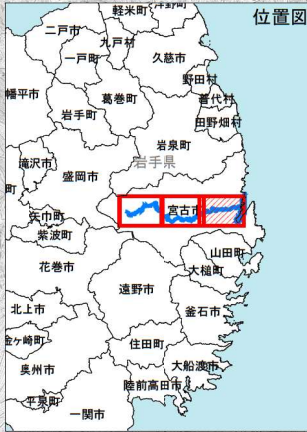 位置図
軽米町
洋野町
二戸市
九戸村
一戸町
久慈市
野田村
葛巻町
普代村
八幡平市
岩手町
田野畑村
岩泉町
滝沢市
岩手県
盛岡市
町
宮古市
矢巾町
紫波町
山田町
花巻市
大槌町
遠野市
北上市
釜石市
金ヶ崎町
住田町
奥州市
大船渡市
陸前高田市
平泉町
一関市